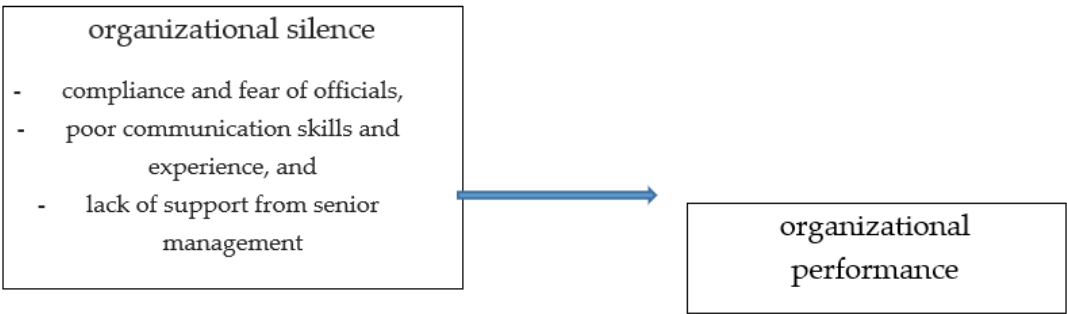 organizational silence
- compliance and fear of officials,
- poor communication skills and
experience, and
- lack of support from senior
management
organizational
performance